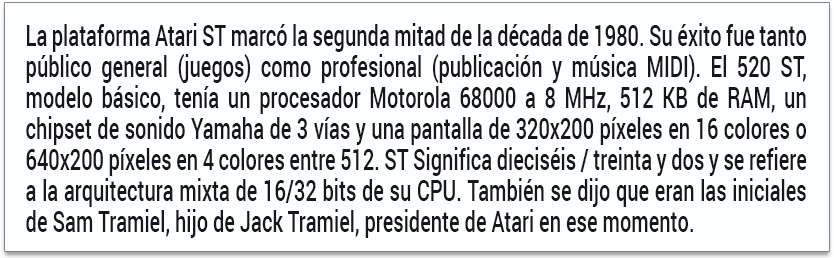 La plataforma Atari ST marcó la segunda mitad de la década de 1980. Su éxito fue tanto
público general (juegos) como profesional (publicación y música MIDI). El 520 ST,
modelo básico, tenía un procesador Motorola 68000 a 8 MHz, 512 KB de RAM, un
chipset de sonido Yamaha de 3 vías y una pantalla de 320x200 píxeles en 16 colores o
640x200 píxeles en 4 colores entre 512. ST Significa dieciséis / treinta y dos y se refiere
a la arquitectura mixta de 16/32 bits de su CPU. También se dijo que eran las iniciales
de Sam Tramiel, hijo de Jack Tramiel, presidente de Atari en ese momento.